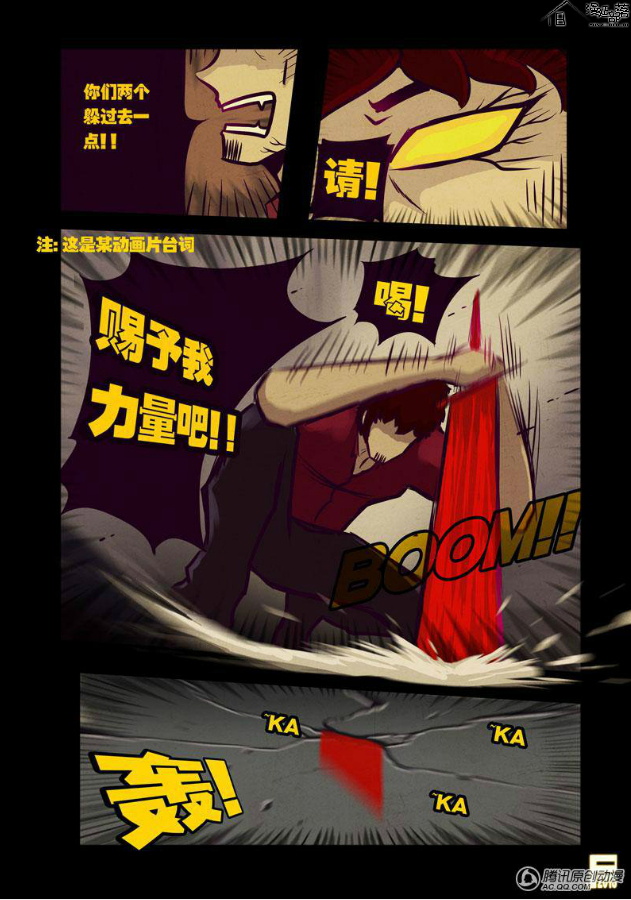 你们两个
躲过去一
点!!
请!
注: 这是某动画片台词
赐予我
力量吧!!
喝!
BOOM!!
~KA
~KA
~KA
轰!
腾讯原创动漫
AC.QQ.COM